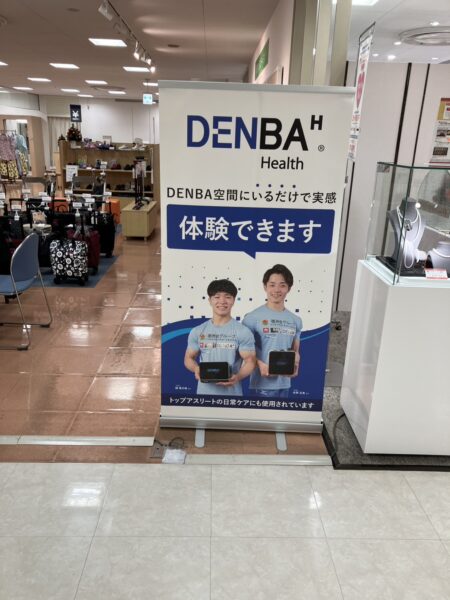 DENBA H ®
Health
DENBA空間にいるだけで実感
体験できます
トップアスリートの日常ケアにも使用されています